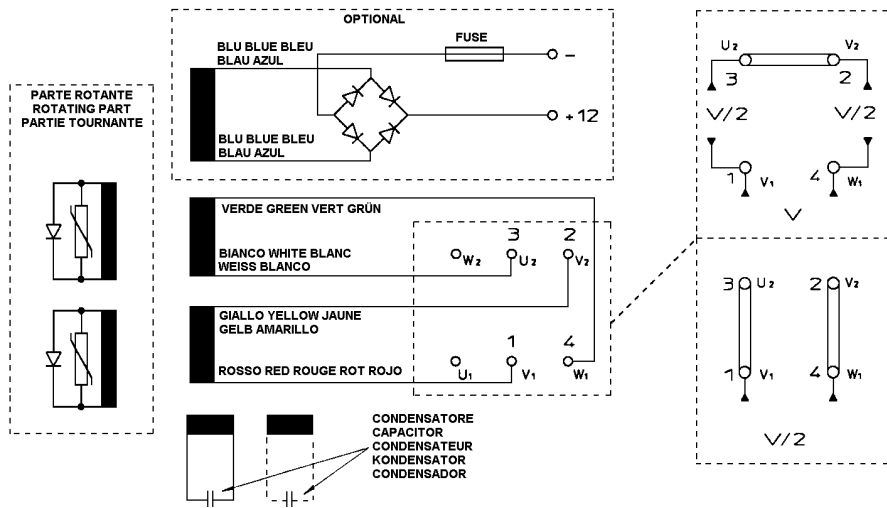 OPTIONAL
BLU BLUE BLEU
BLAU AZUL
FUSE
-
+12
BLU BLUE BLEU
BLAU AZUL
PARTE ROTANTE
ROTATING PART
PARTIE TOURNANTE
VERDE GREEN VERT GRÜN
BIANCO WHITE BLANC
WEISS BLANCO
3 2
W2 U2 V2
GIALLO YELLOW JAUNE
GELB AMARILLO
1 4
U1 V1 W1
ROSSO RED ROUGE ROT ROJO
CONDENSATORE
CAPACITOR
CONDENSATEUR
KONDENSATOR
CONDENSADOR
U2 V2
3 2
V/2 V/2
1 V1 4 W1
V
3 U2 2 V2
1 V1 4 W1
V/2